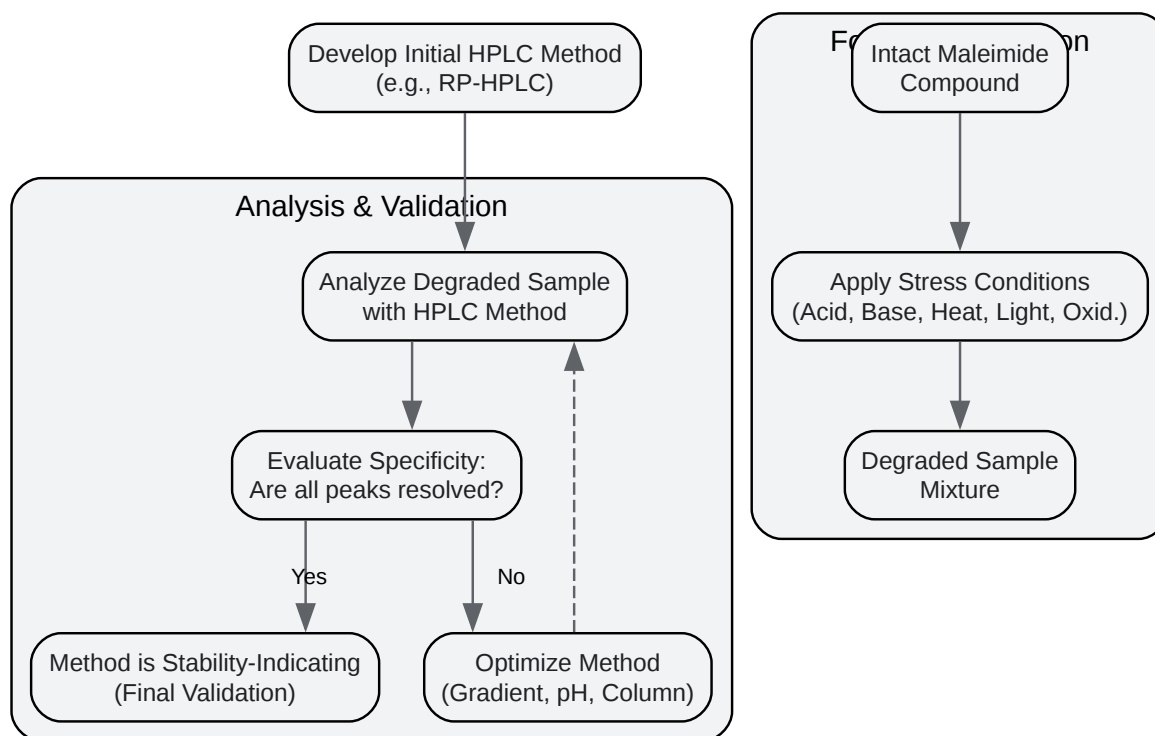 Develop Initial HPLC Method
(e.g., RP-HPLC)
Analysis & Validation
Analyze Degraded Sample
with HPLC Method
Evaluate Specificity:
Are all peaks resolved?
Yes
No
Method is Stability-Indicating
(Final Validation)
Optimize Method
(Gradient, pH, Column)
Intact Maleimide
Compound
Apply Stress Conditions
(Acid, Base, Heat, Light, Oxid.)
Degraded Sample
Mixture